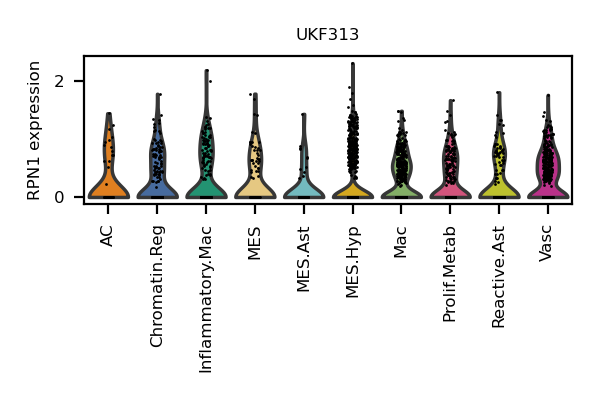 UKF313
RPN1 expression
2
0
AC
Chromatin.Reg
Inflammatory.Mac
MES
MES.Ast
MES.Hyp
Mac
Prolif.Metab
Reactive.Ast
Vasc